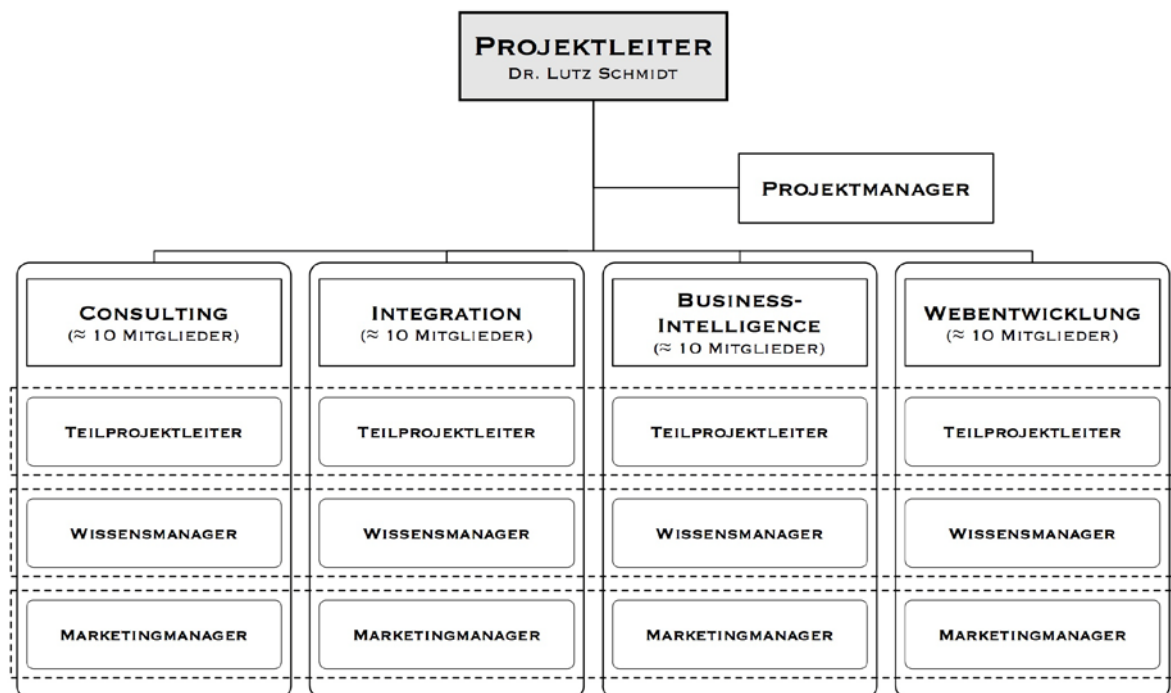 PROJEKTLEITER
DR. LUTZ SCHMIDT
PROJEKTMANAGER
CONSULTING
(≈ 10 MITGLIEDER)
INTEGRATION
(≈ 10 MITGLIEDER)
BUSINESS-
INTELLIGENCE
(≈ 10 MITGLIEDER)
WEBENTWICKLUNG
(≈ 10 MITGLIEDER)
TEILPROJEKTLEITER
TEILPROJEKTLEITER
TEILPROJEKTLEITER
TEILPROJEKTLEITER
WISSENSMANAGER
WISSENSMANAGER
WISSENSMANAGER
WISSENSMANAGER
MARKETINGMANAGER
MARKETINGMANAGER
MARKETINGMANAGER
MARKETINGMANAGER